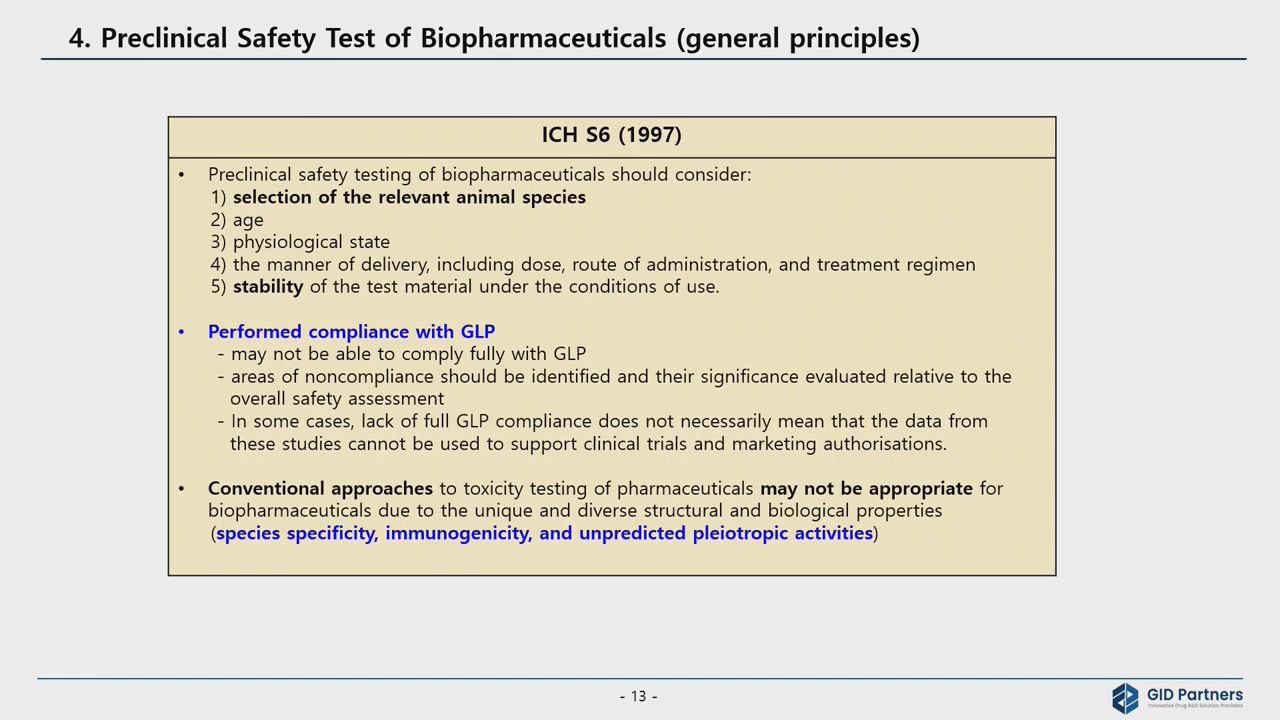 4. Preclinical Safety Test of Biopharmaceuticals (general principles)
ICH S6 (1997)
• Preclinical safety testing of biopharmaceuticals should consider:
1) selection of the relevant animal species
2) age
3) physiological state
4) the manner of delivery, including dose, route of administration, and treatment regimen
5) stability of the test material under the conditions of use.
• Performed compliance with GLP
- may not be able to comply fully with GLP
- areas of noncompliance should be identified and their significance evaluated relative to the
overall safety assessment
- In some cases, lack of full GLP compliance does not necessarily mean that the data from
these studies cannot be used to support clinical trials and marketing authorisations.
• Conventional approaches to toxicity testing of pharmaceuticals may not be appropriate for
biopharmaceuticals due to the unique and diverse structural and biological properties
(species specificity, immunogenicity, and unpredicted pleiotropic activities)
- 13 -
GID Partners
Innovative Drug R&D Solution Providers